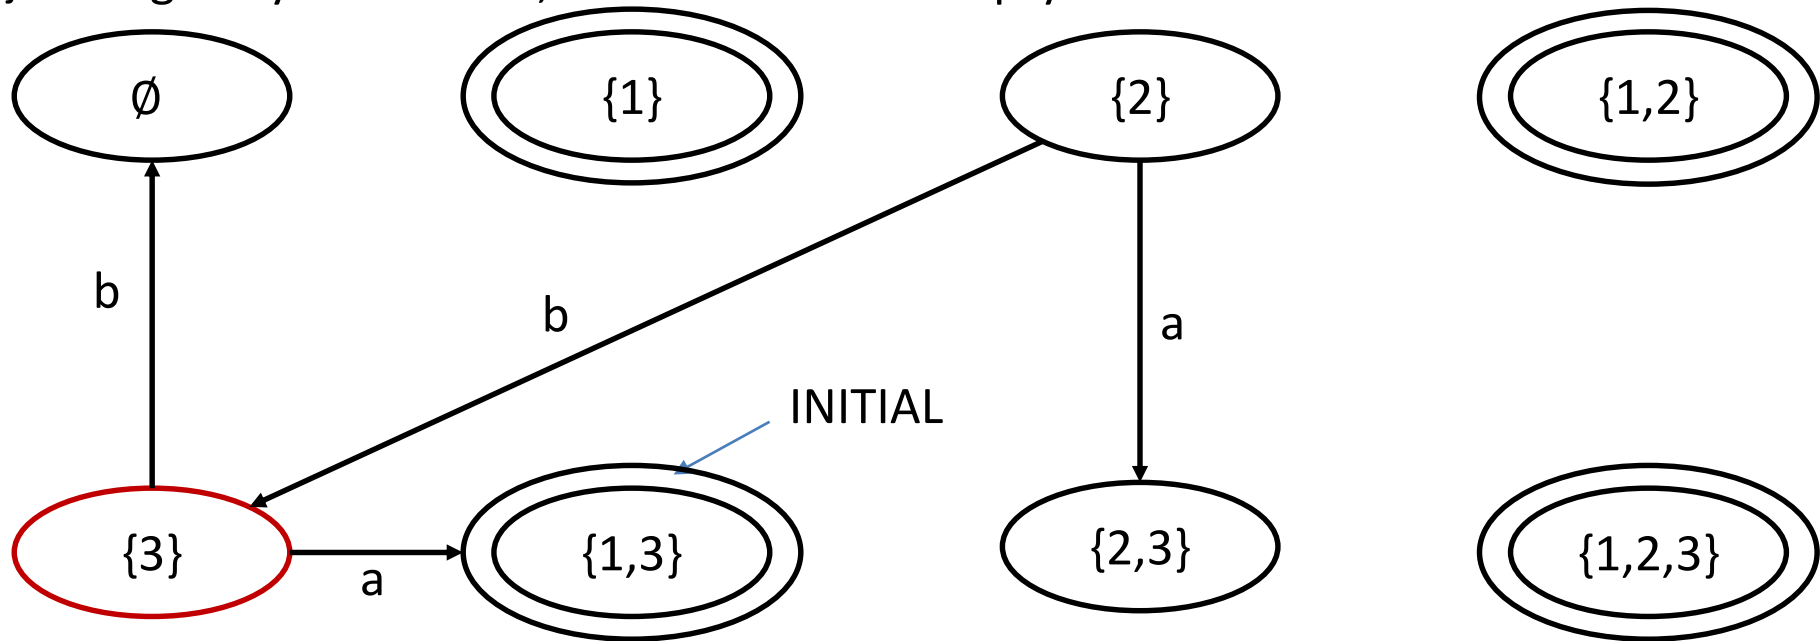 ∅
{1}
{2}
{1,2}
b
b
a
INITIAL
{3}
a
{1,3}
{2,3}
{1,2,3}